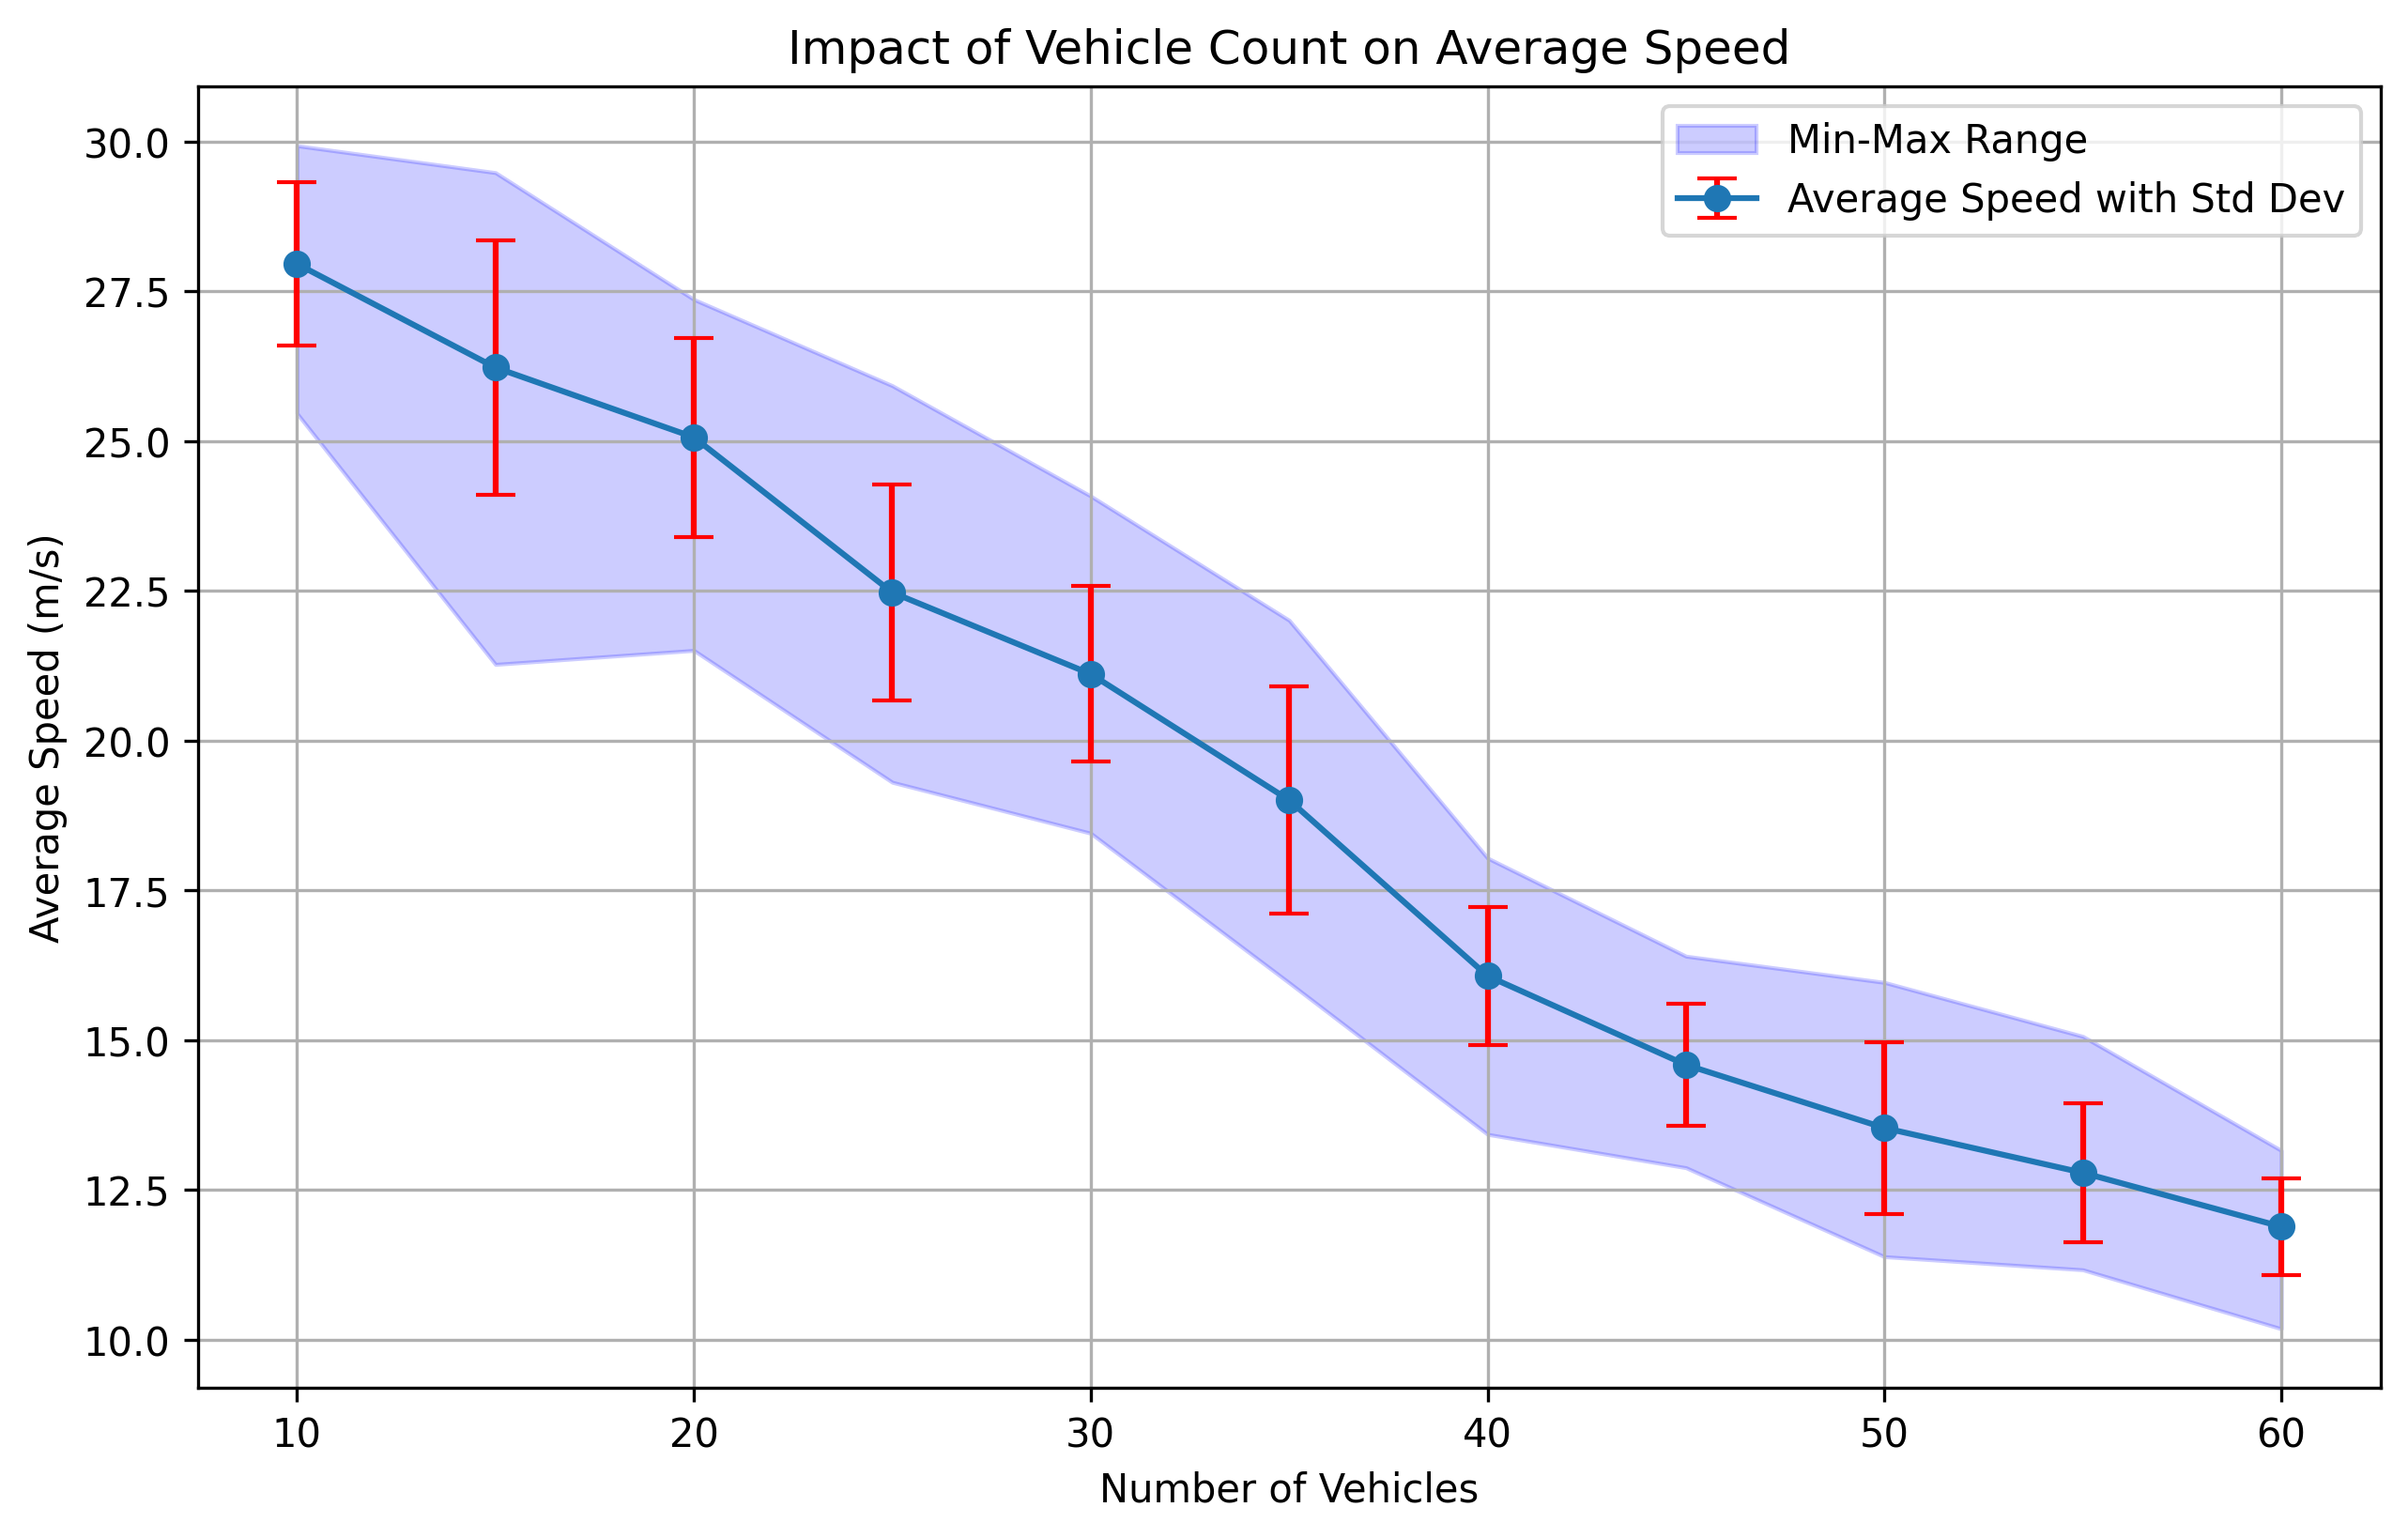 Impact of Vehicle Count on Average Speed
Min-Max Range
Average Speed with Std Dev
Average Speed (m/s)
30.0
27.5
25.0
22.5
20.0
17.5
15.0
12.5
10.0
10 20 30 40 50 60
Number of Vehicles